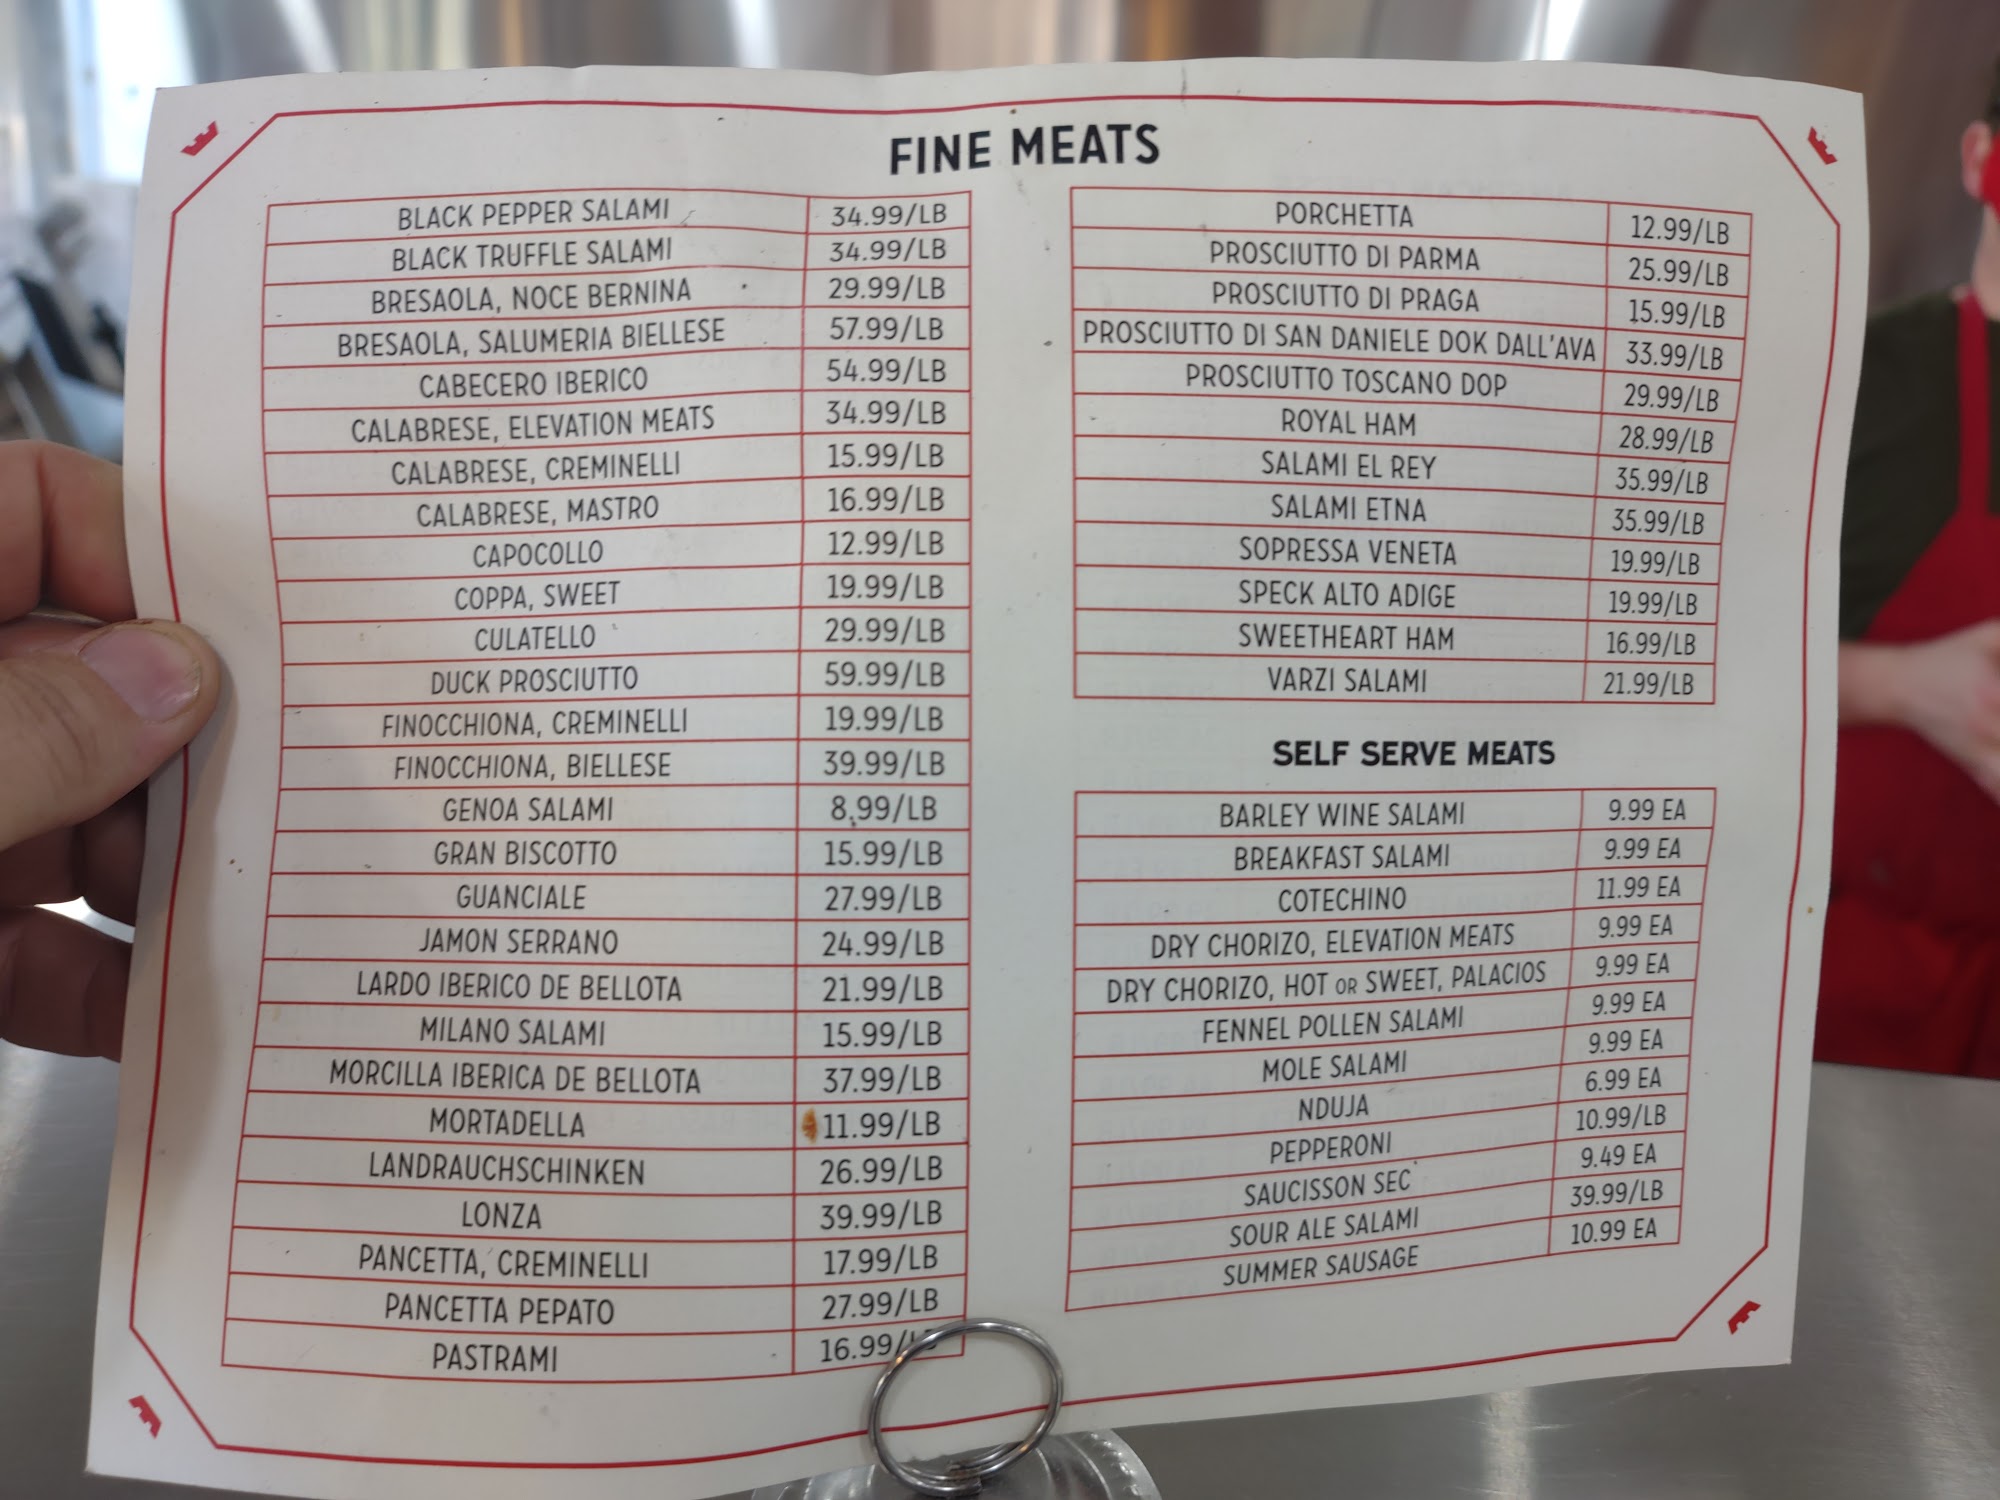 FINE MEATS
BLACK PEPPER SALAMI 34.99/LB
BLACK TRUFFLE SALAMI 34.99/LB
BRESAOLA, NOCE BERNINA 29.99/LB
BRESAOLA, SALUMERIA BIELLESE 57.99/LB
CABECERO IBERICO 54.99/LB
CALABRESE, ELEVATION MEATS 34.99/LB
CALABRESE, CREMINELLI 15.99/LB
CALABRESE, MASTRO 16.99/LB
CAPOCOLLO 12.99/LB
COPPA, SWEET 19.99/LB
CULATELLO 29.99/LB
DUCK PROSCIUTTO 59.99/LB
FINOCCHIONA, CREMINELLI 19.99/LB
FINOCCHIONA, BIELLESE 39.99/LB
GENOA SALAMI 8.99/LB
GRAN BISCOTTO 15.99/LB
GUANCIALE 27.99/LB
JAMON SERRANO 24.99/LB
LARDO IBERICO DE BELLOTA 21.99/LB
MILANO SALAMI 15.99/LB
MORCILLA IBERICA DE BELLOTA 37.99/LB
MORTADELLA 11.99/LB
LANDRAUCHSCHINKEN 26.99/LB
LONZA 39.99/LB
PANCETTA, CREMINELLI 17.99/LB
PANCETTA PEPATO 27.99/LB
PASTRAMI 16.99/LB
PORCHETTA 12.99/LB
PROSCIUTTO DI PARMA 25.99/LB
PROSCIUTTO DI PRAGA 15.99/LB
PROSCIUTTO DI SAN DANIELE DOK DALL'AVA 33.99/LB
PROSCIUTTO TOSCANO DOP 29.99/LB
ROYAL HAM 28.99/LB
SALAMI EL REY 35.99/LB
SALAMI ETNA 35.99/LB
SOPRESSA VENETA 19.99/LB
SPECK ALTO ADIGE 19.99/LB
SWEETHEART HAM 16.99/LB
VARZI SALAMI 21.99/LB
SELF SERVE MEATS
BARLEY WINE SALAMI 9.99 EA
BREAKFAST SALAMI 9.99 EA
COTECHINO 11.99 EA
DRY CHORIZO, ELEVATION MEATS 9.99 EA
DRY CHORIZO, HOT OR SWEET, PALACIOS 9.99 EA
FENNEL POLLEN SALAMI 9.99 EA
MOLE SALAMI 9.99 EA
NDUJA 6.99 EA
PEPPERONI 10.99/LB
SAUCISSON SEC 9.49 EA
SOUR ALE SALAMI 39.99/LB
SUMMER SAUSAGE 10.99 EA